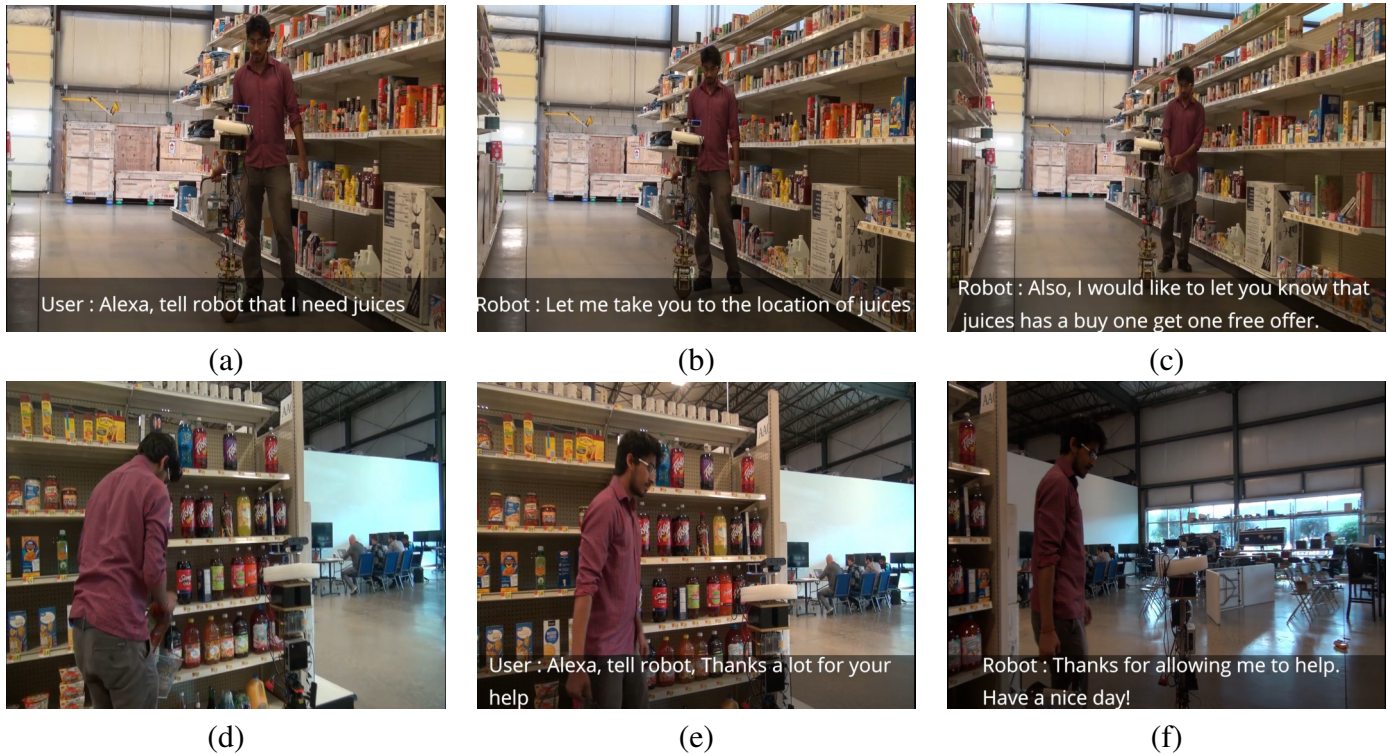 User : Alexa, tell robot that I need juices
Robot : Let me take you to the location of juices
Robot : Also, I would like to let you know that
juices has a buy one get one free offer.
(a)
(b)
(c)
AAC
AAC
User : Alexa, tell robot, Thanks a lot for your
help
Robot : Thanks for allowing me to help.
Have a nice day!
(d)
(e)
(f)